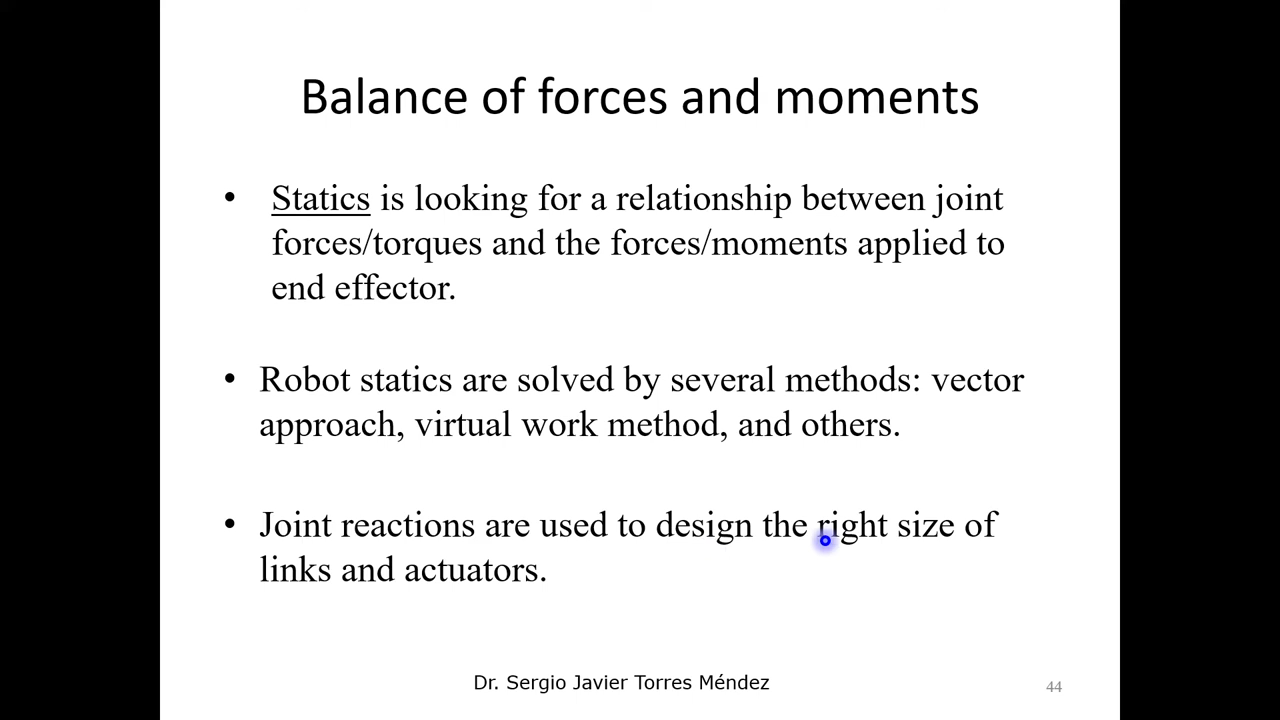 Balance of forces and moments
• Statics is looking for a relationship between joint
forces/torques and the forces/moments applied to
end effector.
• Robot statics are solved by several methods: vector
approach, virtual work method, and others.
• Joint reactions are used to design the right size of
links and actuators.
Dr. Sergio Javier Torres Méndez
44